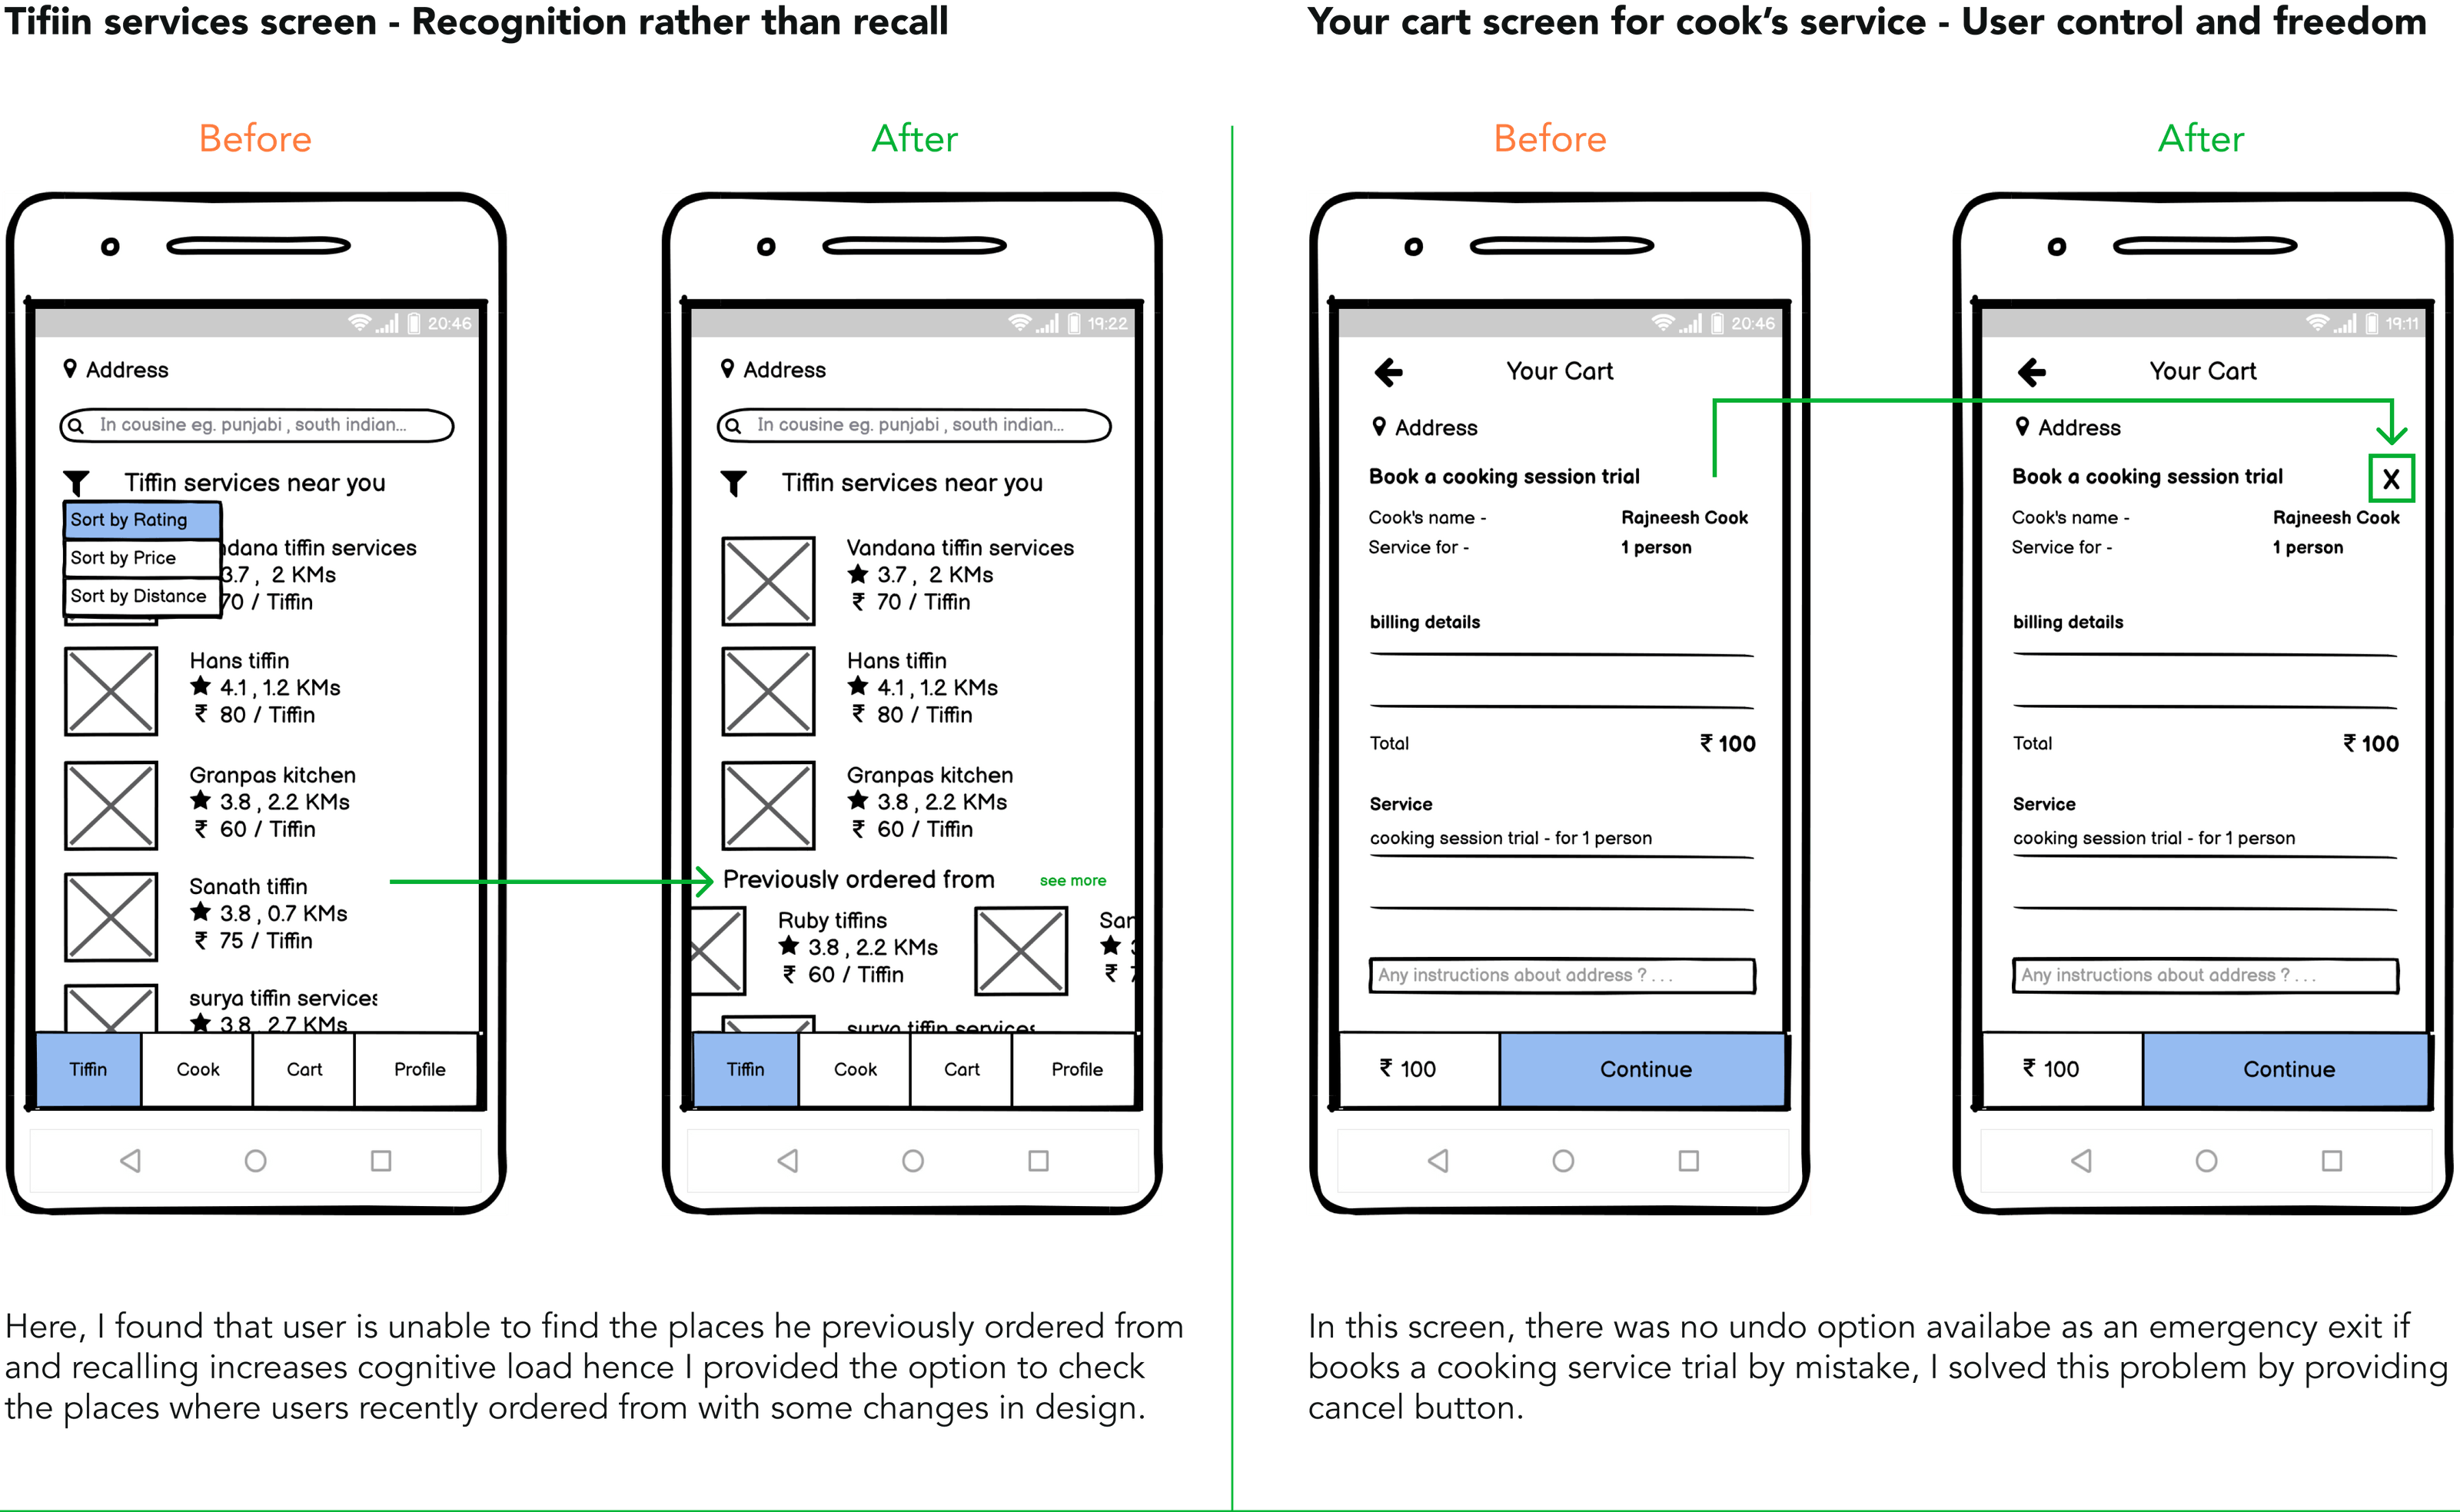 Tifiin services screen - Recognition rather than recall
Before
After
20:46
Address
In cousine eg. punjabi , south indian...
Tiffin services near you
Sort by Rating
Sort by Price
Sort by Distance
ndana tiffin services
3.7 , 2 KMs
70 / Tiffin
Hans tiffin
4.1 , 1.2 KMs
₹ 80 / Tiffin
Granpas kitchen
3.8 , 2.2 KMs
₹ 60 / Tiffin
Sanath tiffin
3.8 , 0.7 KMs
₹ 75 / Tiffin
surya tiffin services
3.8 2.7 KMs
Tiffin Cook Cart Profile
19:22
Address
In cousine eg. punjabi , south indian...
Tiffin services near you
Vandana tiffin services
3.7 , 2 KMs
₹ 70 / Tiffin
Hans tiffin
4.1 , 1.2 KMs
₹ 80 / Tiffin
Granpas kitchen
3.8 , 2.2 KMs
₹ 60 / Tiffin
Previously ordered from see more
Ruby tiffins
3.8 , 2.2 KMs
₹ 60 / Tiffin
San
₹
surya tiffin services
Tiffin Cook Cart Profile
Here, I found that user is unable to find the places he previously ordered from
and recalling increases cognitive load hence I provided the option to check
the places where users recently ordered from with some changes in design.
Your cart screen for cook’s service - User control and freedom
Before
After
20:46
Your Cart
Address
Book a cooking session trial
Cook's name - Rajneesh Cook
Service for - 1 person
billing details
Total ₹ 100
Service
cooking session trial - for 1 person
Any instructions about address ? . . .
₹ 100 Continue
19:11
Your Cart
Address
Book a cooking session trial X
Cook's name - Rajneesh Cook
Service for - 1 person
billing details
Total ₹ 100
Service
cooking session trial - for 1 person
Any instructions about address ? . . .
₹ 100 Continue
In this screen, there was no undo option availabe as an emergency exit if
books a cooking service trial by mistake, I solved this problem by providing
cancel button.